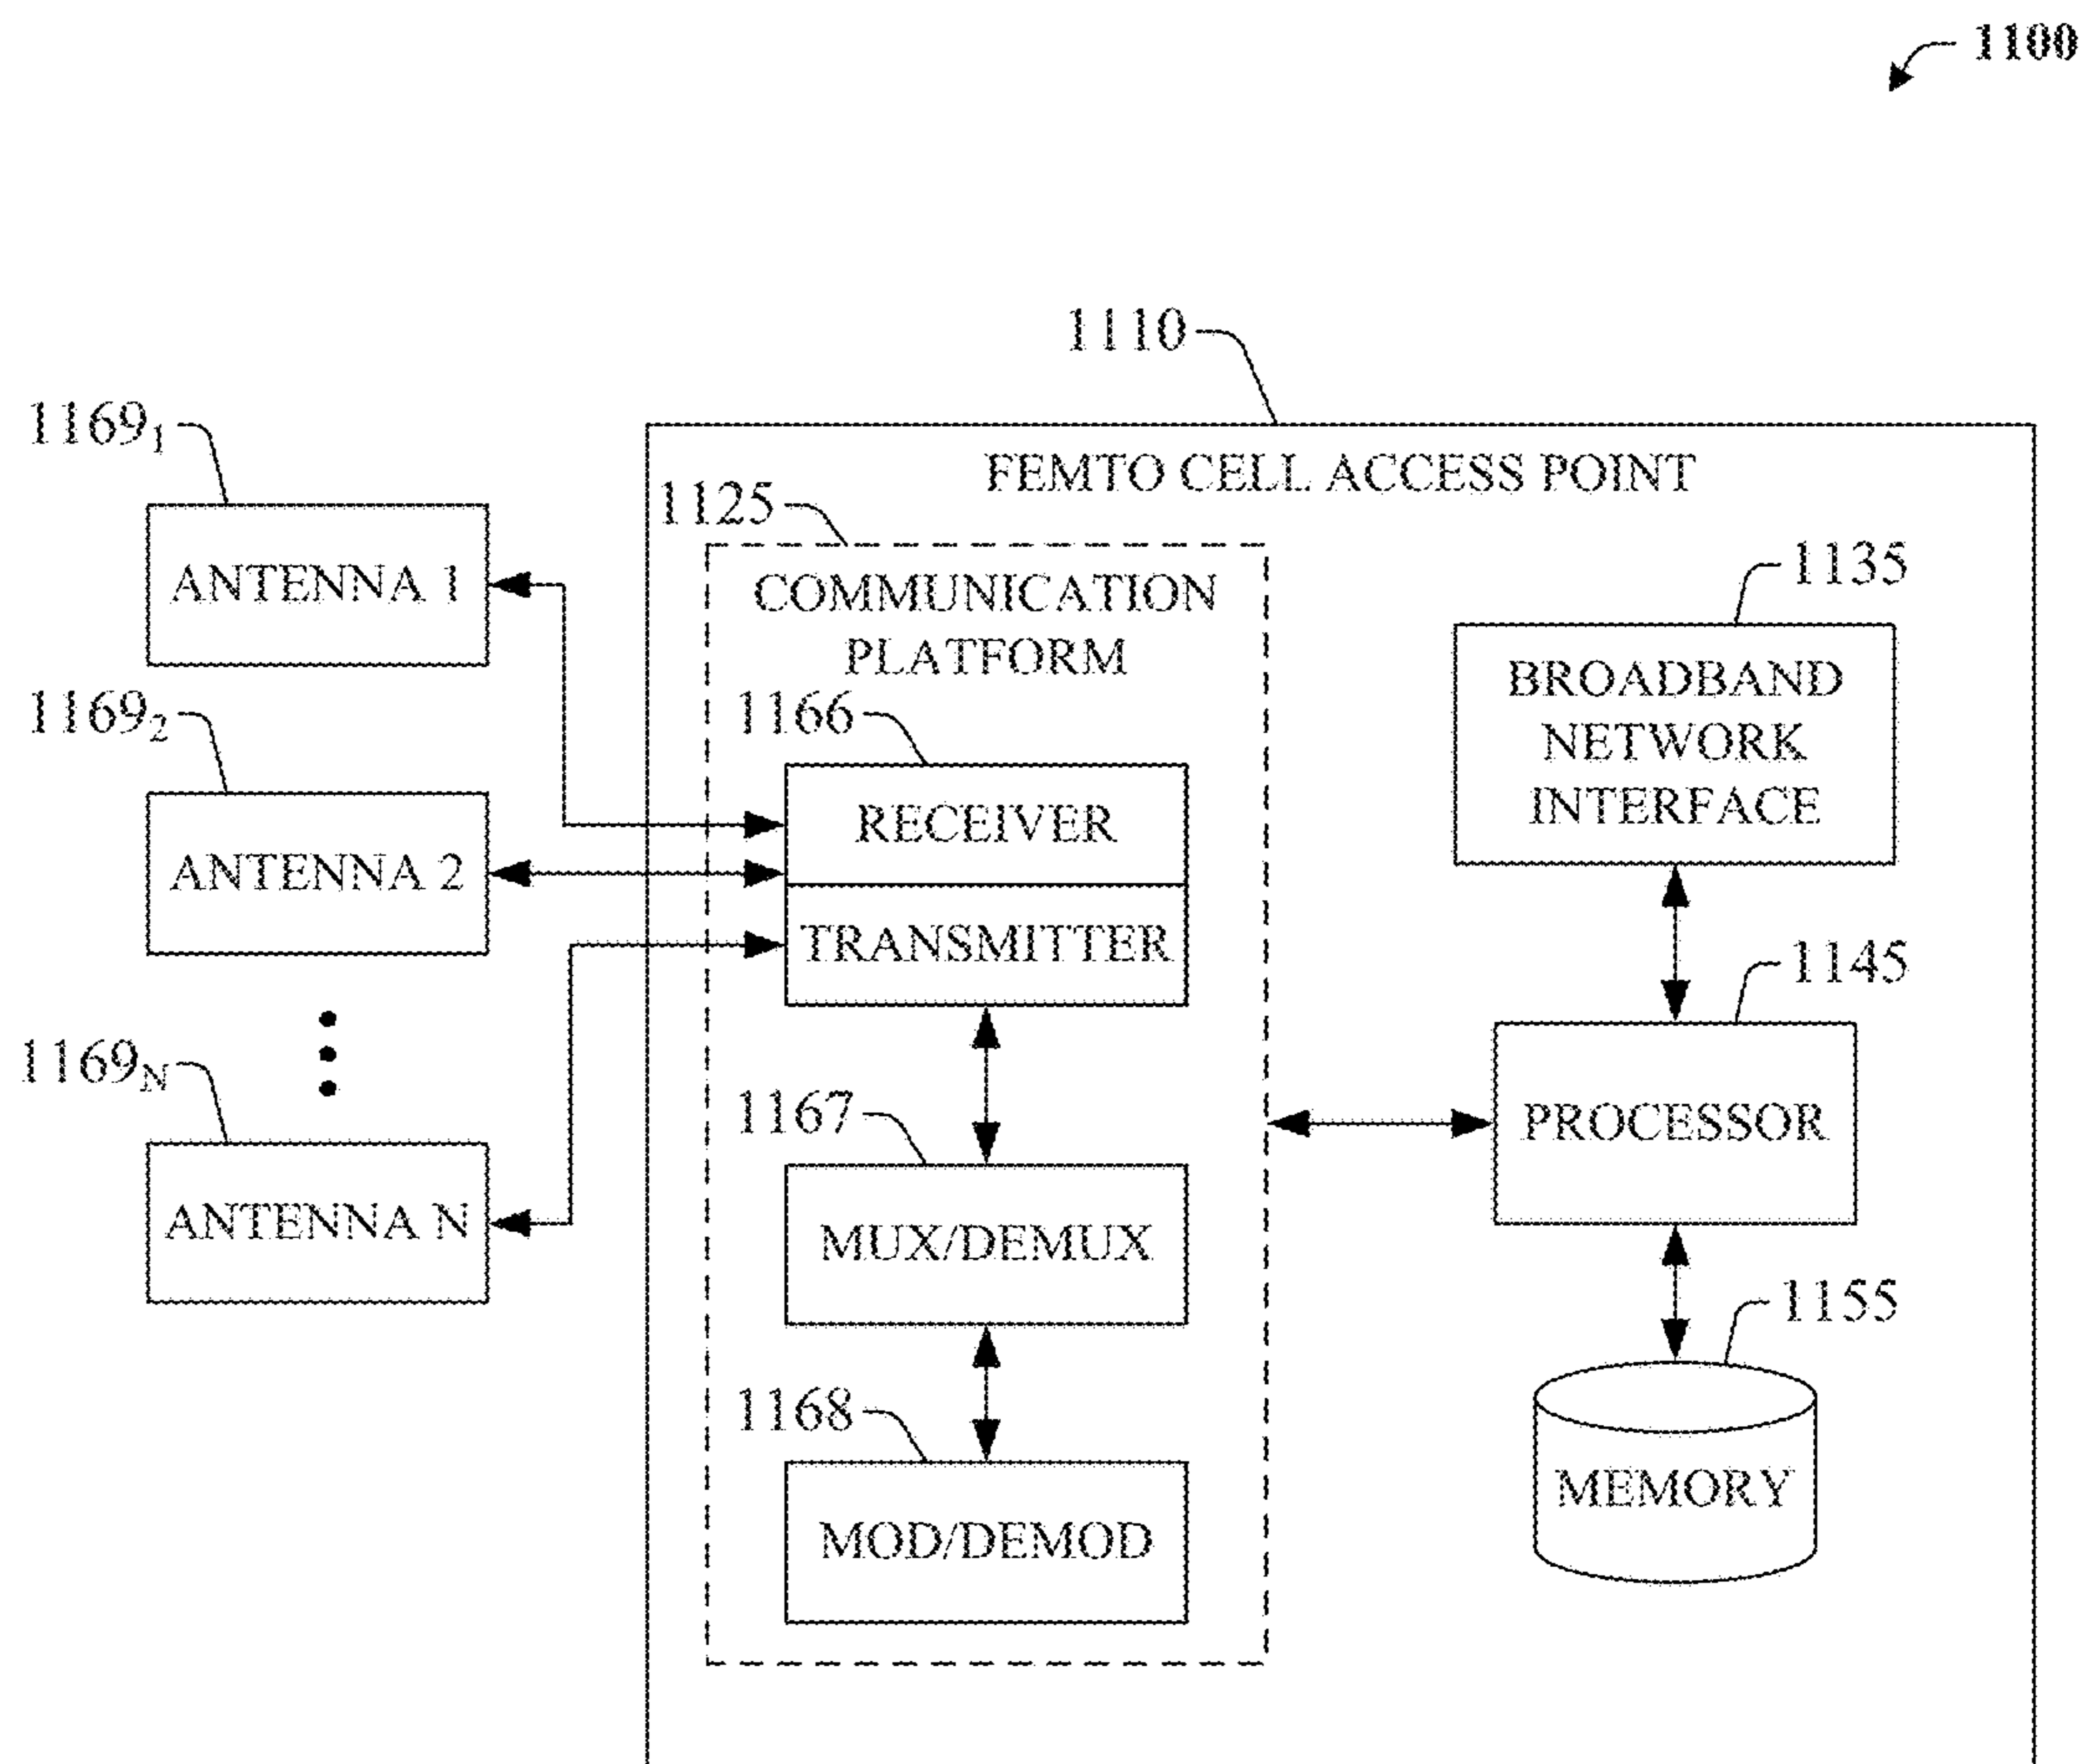 1100
1110
1169₁
FEMTO CELL ACCESS POINT
1125
ANTENNA 1
COMMUNICATION
PLATFORM
1135
BROADBAND
NETWORK
INTERFACE
1169₂
1166
ANTENNA 2
RECEIVER
TRANSMITTER
1145
PROCESSOR
1169N
1167
ANTENNA N
MUX/DEMUX
1155
1168
MEMORY
MOD/DEMOD